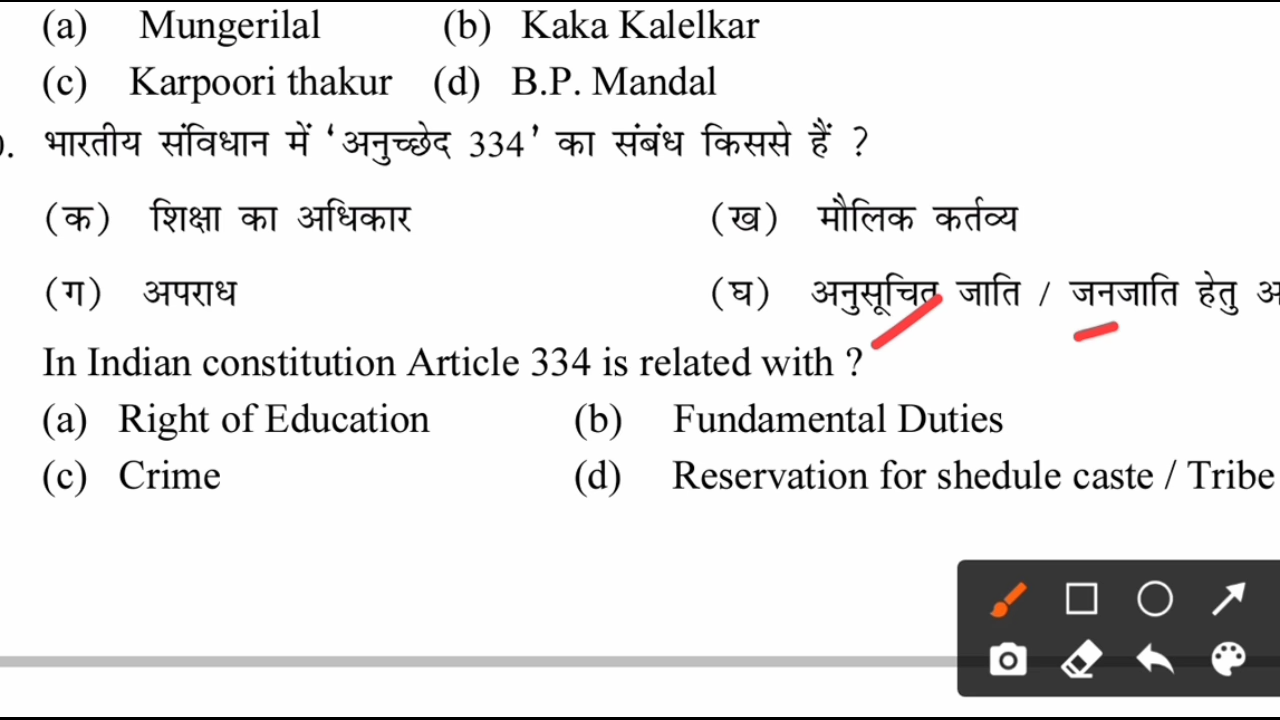 (a) Mungerilal (b) Kaka Kalelkar
(c) Karpoori thakur (d) B.P. Mandal
. भारतीय संविधान में ‘अनुच्छेद 334’ का संबंध किससे हैं ?
(क) शिक्षा का अधिकार (ख) मौलिक कर्तव्य
(ग) अपराध (घ) अनुसूचित जाति / जनजाति हेतु
In Indian constitution Article 334 is related with ?
(a) Right of Education (b) Fundamental Duties
(c) Crime (d) Reservation for shedule caste / Tribe